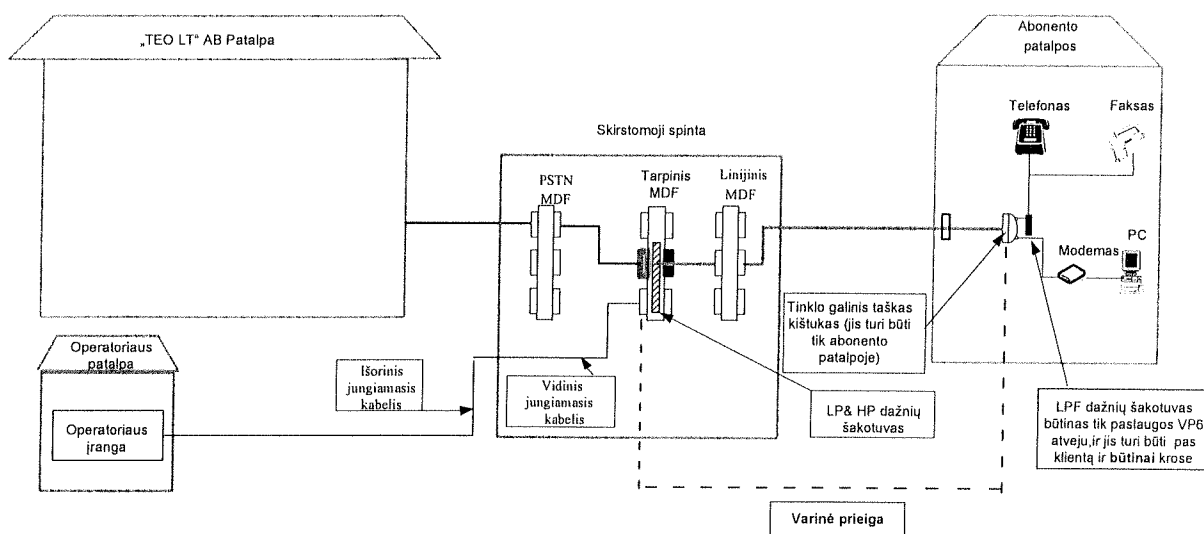 „TEO LT“ AB Patalpa
Abonento
patalpos
Telefonas
Faksas
Skirstomoji spinta
PSTN
MDF
Tarpinis
MDF
Linijinis
MDF
Modemas
PC
Tinklo galinis taškas
kištukas (jis turi būti
tik abonento
patalpoje)
Operatoriaus
patalpa
Išorinis
jungiamasis
kabelis
Vidinis
jungiamasis
kabelis
LP& HP dažnių
šakotuvas
LPF dažnių šakotuvas
būtinas tik paslaugos VP6
atveju,ir jis turi būti pas
klientą ir būtinai krose
Operatoriaus
įranga
Varinė prieiga